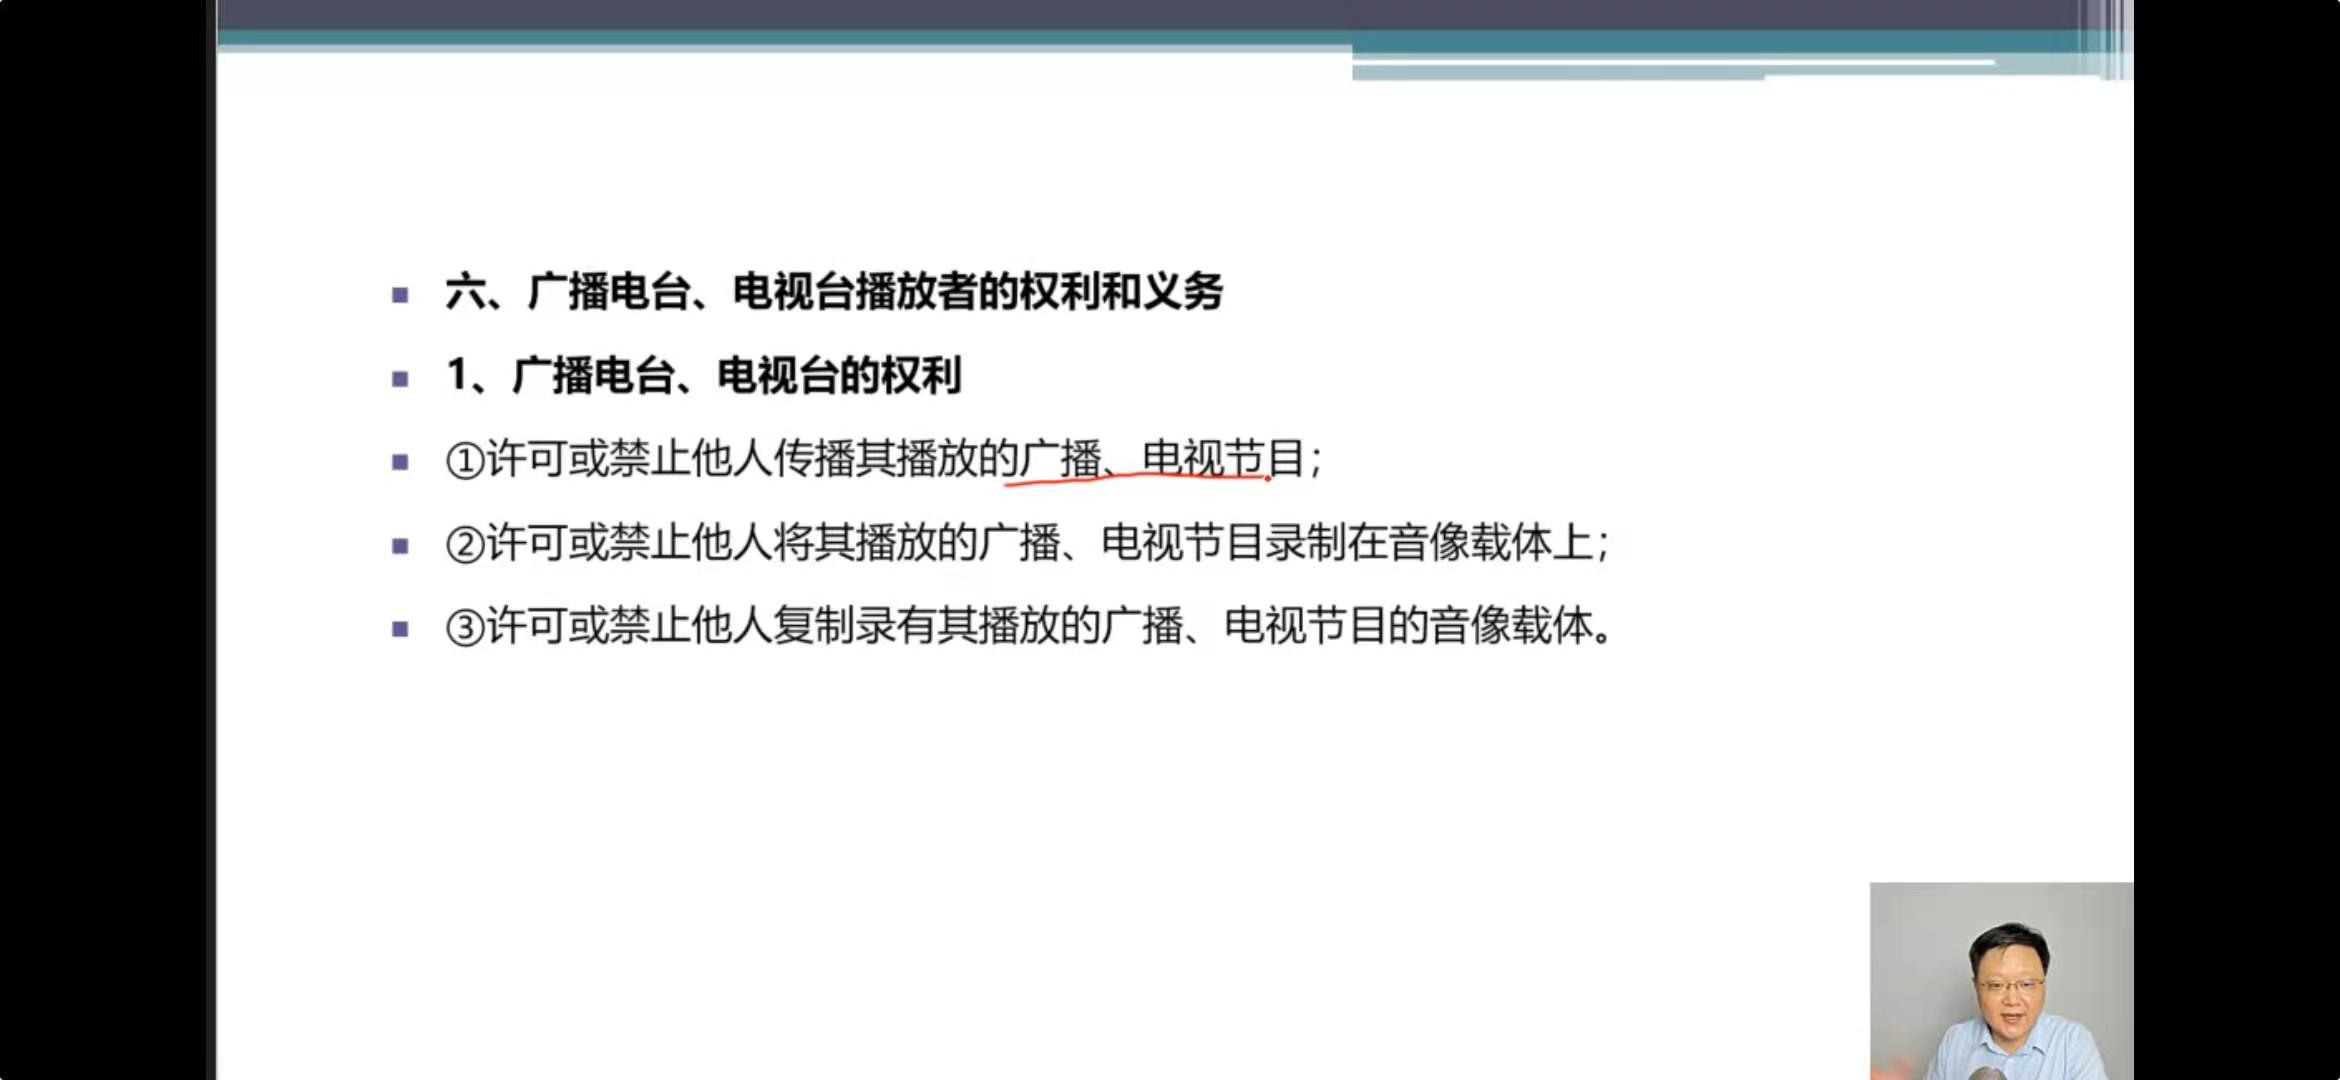 六、广播电台、电视台播放者的权利和义务
1、广播电台、电视台的权利
①许可或禁止他人传播其播放的广播、电视节目；
②许可或禁止他人将其播放的广播、电视节目录制在音像载体上；
③许可或禁止他人复制录有其播放的广播、电视节目的音像载体。